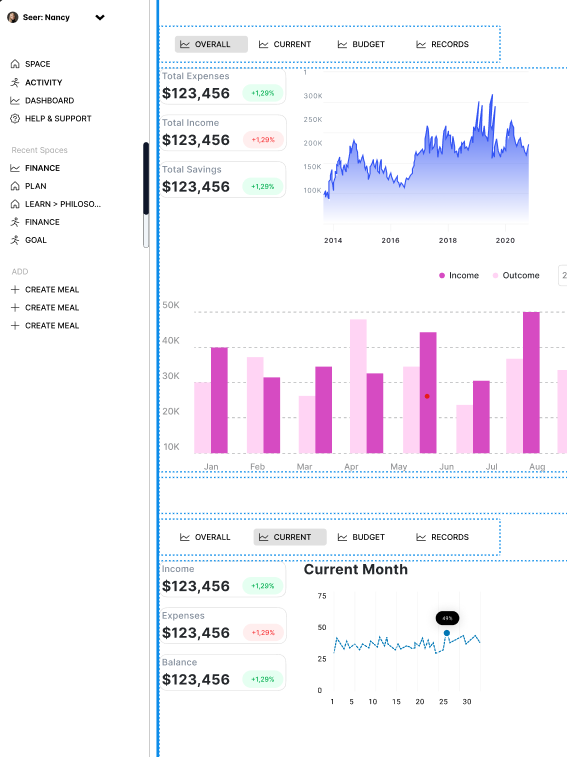 Seer: Nancy
SPACE
ACTIVITY
DASHBOARD
HELP & SUPPORT
Recent Spaces
FINANCE
PLAN
LEARN > PHILOSO...
FINANCE
GOAL
ADD
CREATE MEAL
CREATE MEAL
CREATE MEAL
OVERALL CURRENT BUDGET RECORDS
Total Expenses
$123,456 +1,29%
Total Income
$123,456 +1,29%
Total Savings
$123,456 +1,29%
1
300K
250K
200K
150K
100K
2014 2016 2018 2020
Income Outcome 2
50K
40K
30K
20K
10K
Jan Feb Mar Apr May Jun Jul Aug
OVERALL CURRENT BUDGET RECORDS
Income
$123,456 +1,29%
Expenses
$123,456 +1,29%
Balance
$123,456 +1,29%
Current Month
75
50
25
0
49%
1 5 10 15 20 25 30